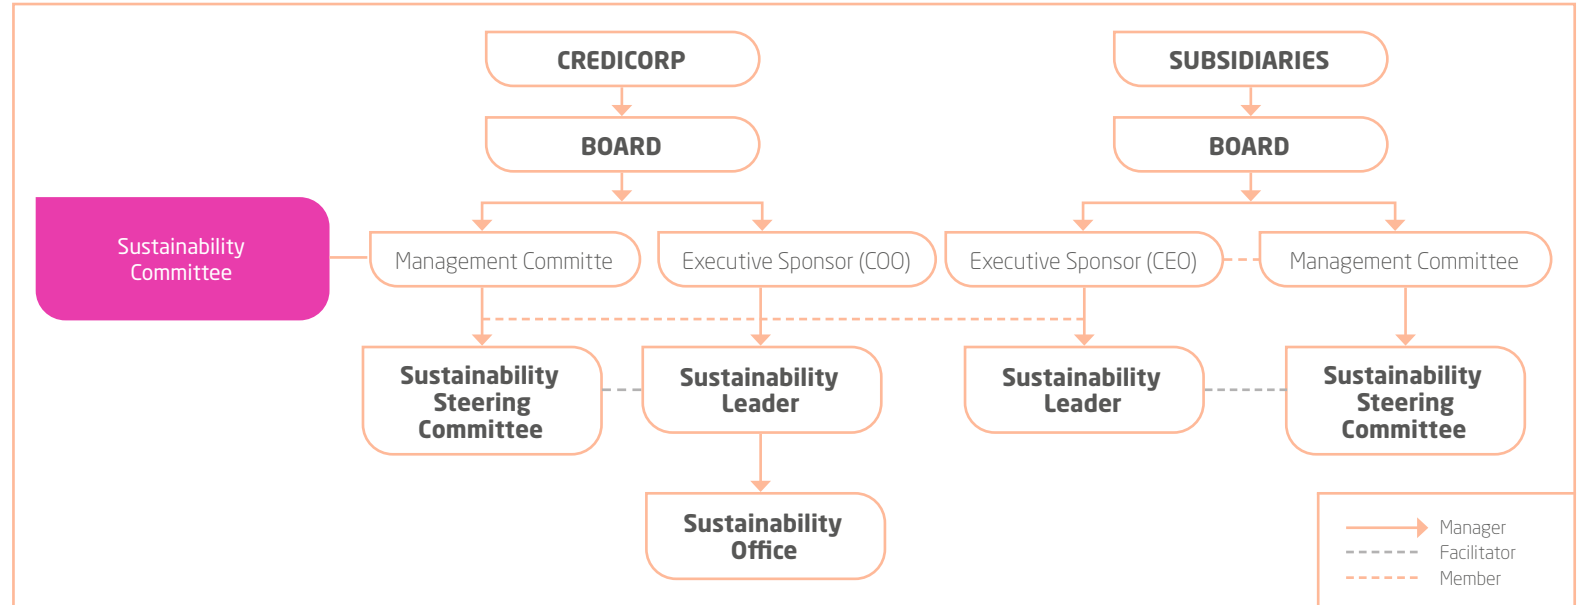 CREDICORP
SUBSIDIARIES
BOARD
BOARD
Sustainability
Committee
Management Committe
Executive Sponsor (COO)
Executive Sponsor (CEO)
Management Committee
Sustainability
Steering
Committee
Sustainability
Leader
Sustainability
Leader
Sustainability
Steering
Committee
Sustainability
Office
Manager
Facilitator
Member